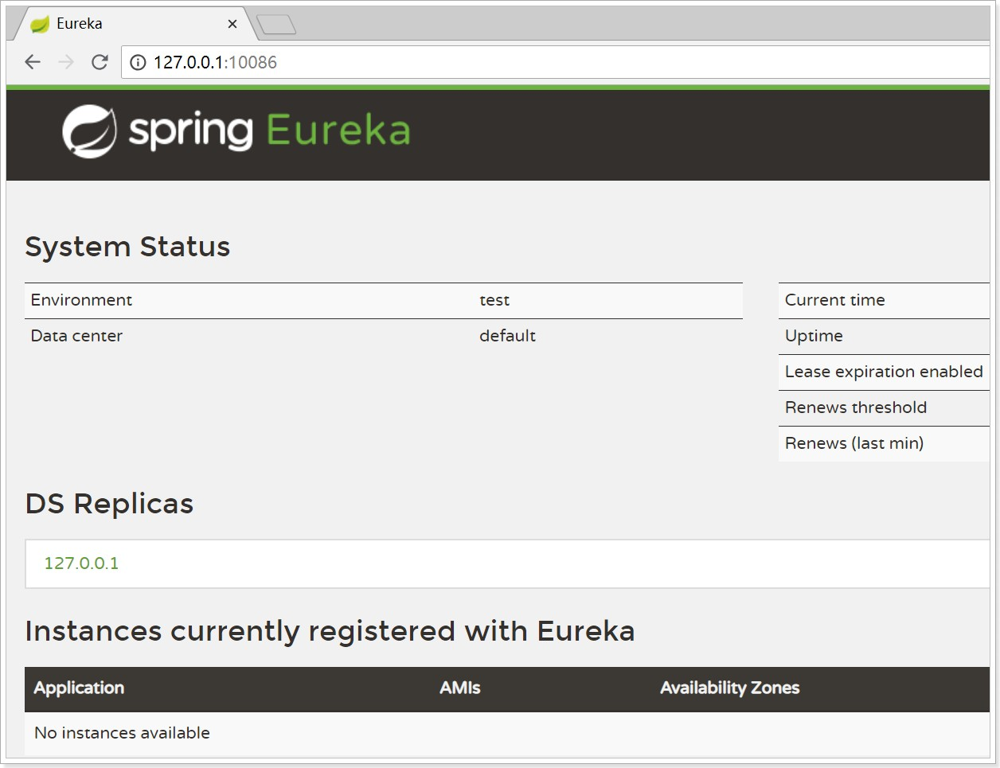 Eureka
127.0.0.1:10086
spring Eureka
System Status
Environment test
Data center default
Current time
Uptime
Lease expiration enabled
Renews threshold
Renews (last min)
DS Replicas
127.0.0.1
Instances currently registered with Eureka
Application AMIs Availability Zones
No instances available